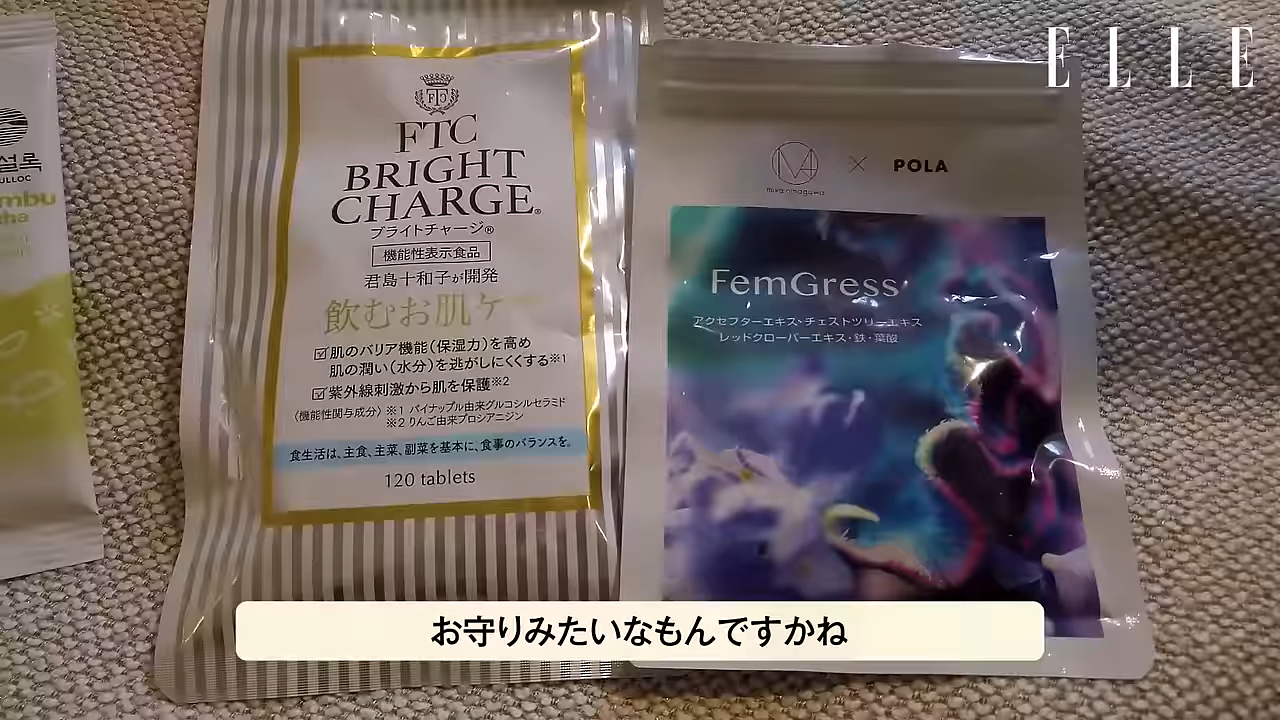 ELLE
설록
ULLOC
mbu
cha
FTC
FTC
BRIGHT
CHARGE®
ブライトチャージ®
機能性表示食品
君島十和子が開発
飲むお肌ケー
☑肌のバリア機能(保湿力)を高め
肌の潤い(水分)を逃がしにくくする※1
☑紫外線刺激から肌を保護※2
〈機能性関与成分〉※1 パイナップル由来グルコシルセラミド
※2 りんご由来プロシアニジン
食生活は、主食、主菜、副菜を基本に、食事のバランスを。
120 tablets
M
mika ninagawa
× POLA
FemGress
アクセプターエキス・チェストツリーエキス
レッドクローバーエキス・鉄・葉酸
お守りみたいなもんですかね